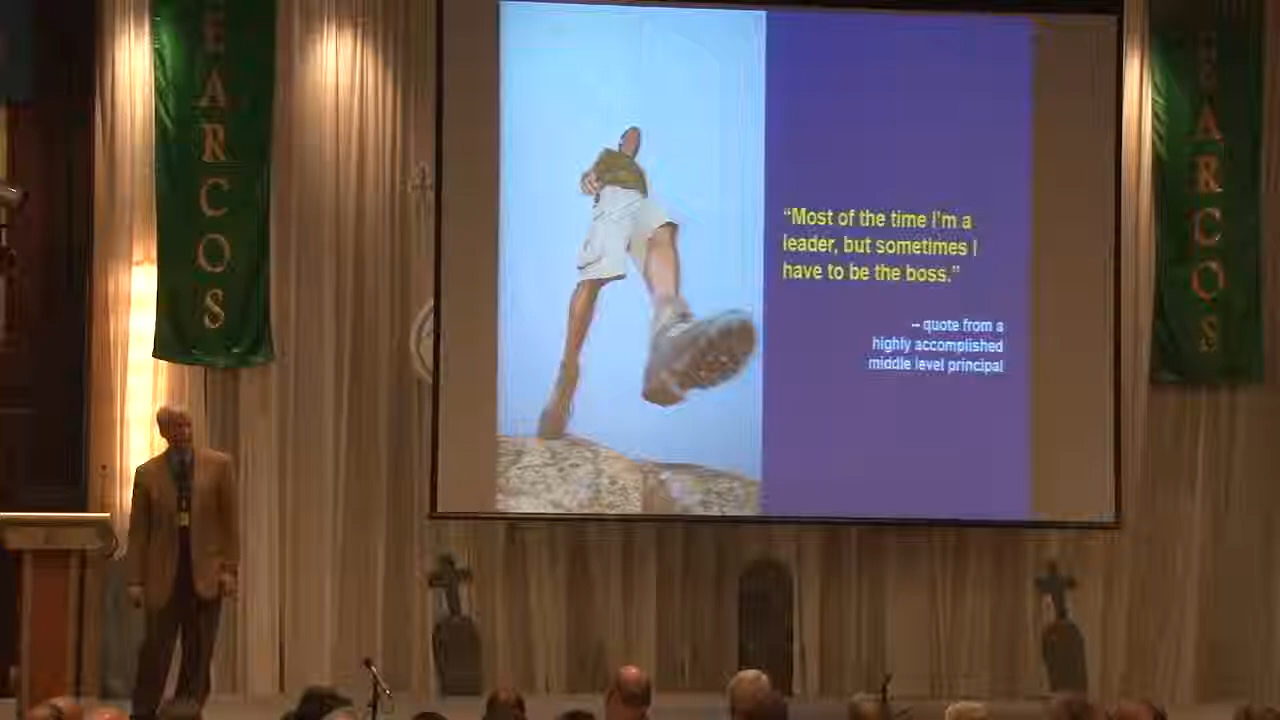 EARCOS
“Most of the time I'm a
leader, but sometimes I
have to be the boss.”
– quote from a
highly accomplished
middle level principal
EARCOS